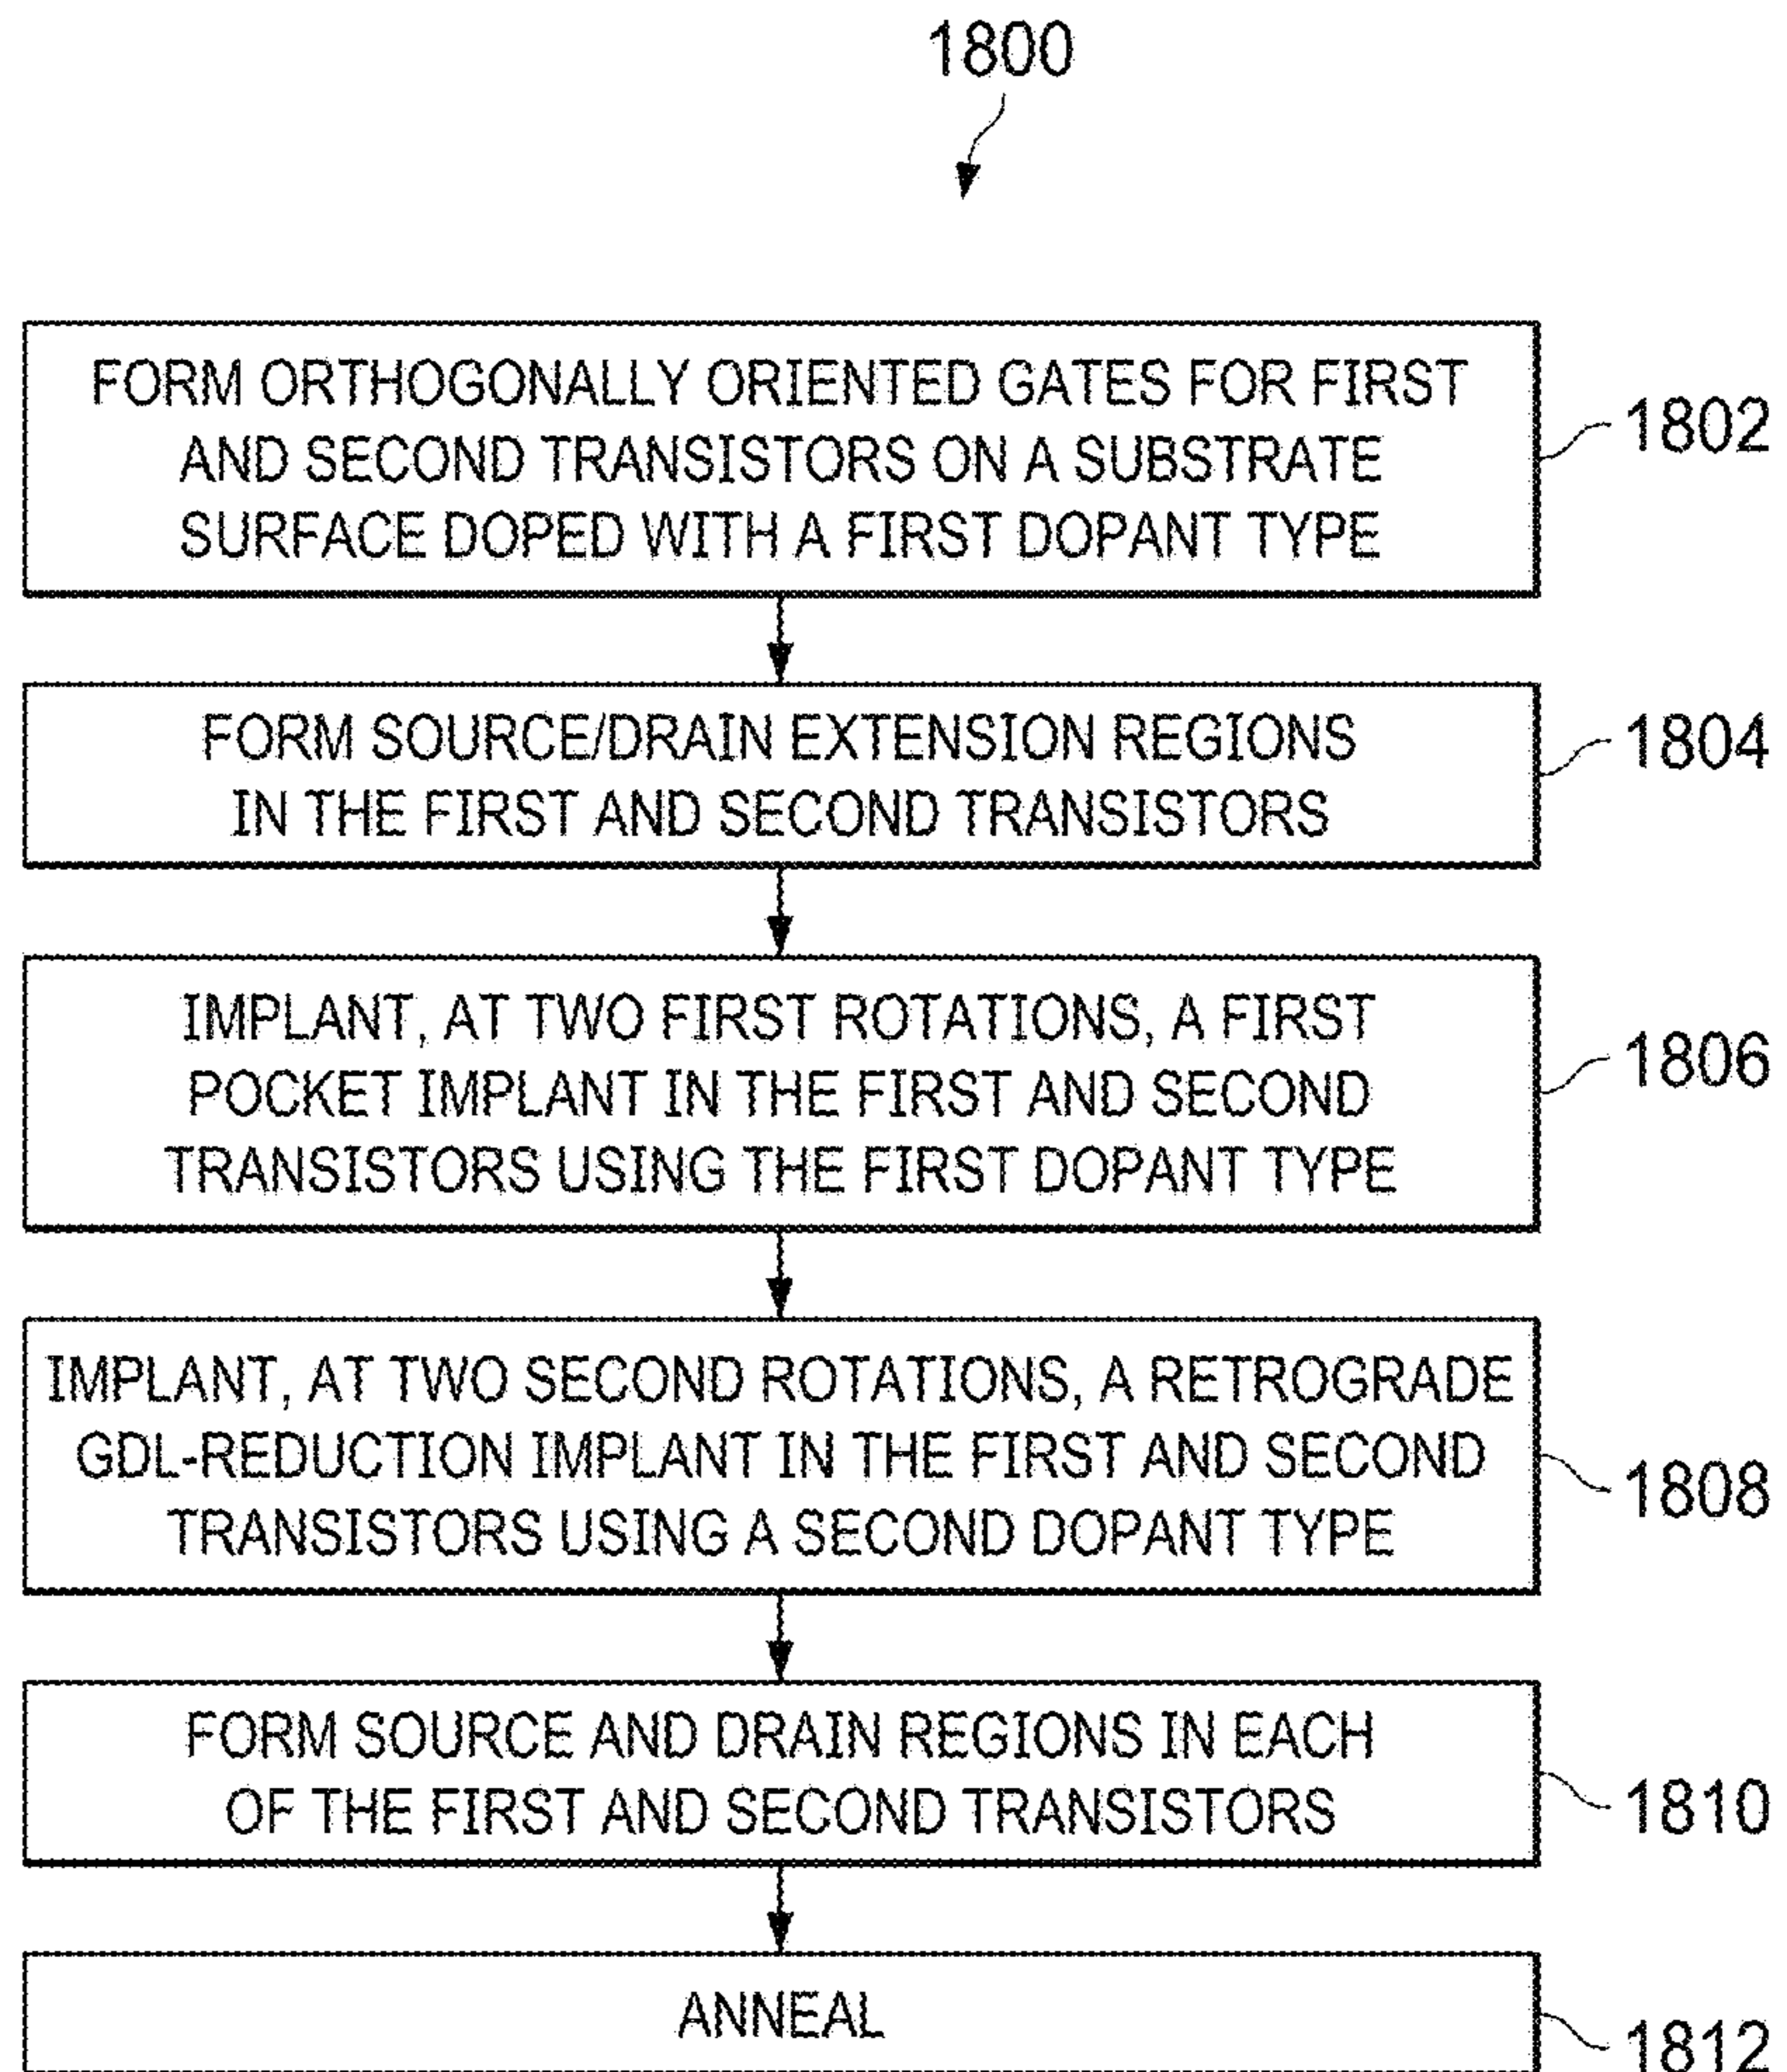 1800
FORM ORTHOGONALLY ORIENTED GATES FOR FIRST
AND SECOND TRANSISTORS ON A SUBSTRATE
SURFACE DOPED WITH A FIRST DOPANT TYPE
1802
FORM SOURCE/DRAIN EXTENSION REGIONS
IN THE FIRST AND SECOND TRANSISTORS
1804
IMPLANT, AT TWO FIRST ROTATIONS, A FIRST
POCKET IMPLANT IN THE FIRST AND SECOND
TRANSISTORS USING THE FIRST DOPANT TYPE
1806
IMPLANT, AT TWO SECOND ROTATIONS, A RETROGRADE
GDL-REDUCTION IMPLANT IN THE FIRST AND SECOND
TRANSISTORS USING A SECOND DOPANT TYPE
1808
FORM SOURCE AND DRAIN REGIONS IN EACH
OF THE FIRST AND SECOND TRANSISTORS
1810
ANNEAL
1812